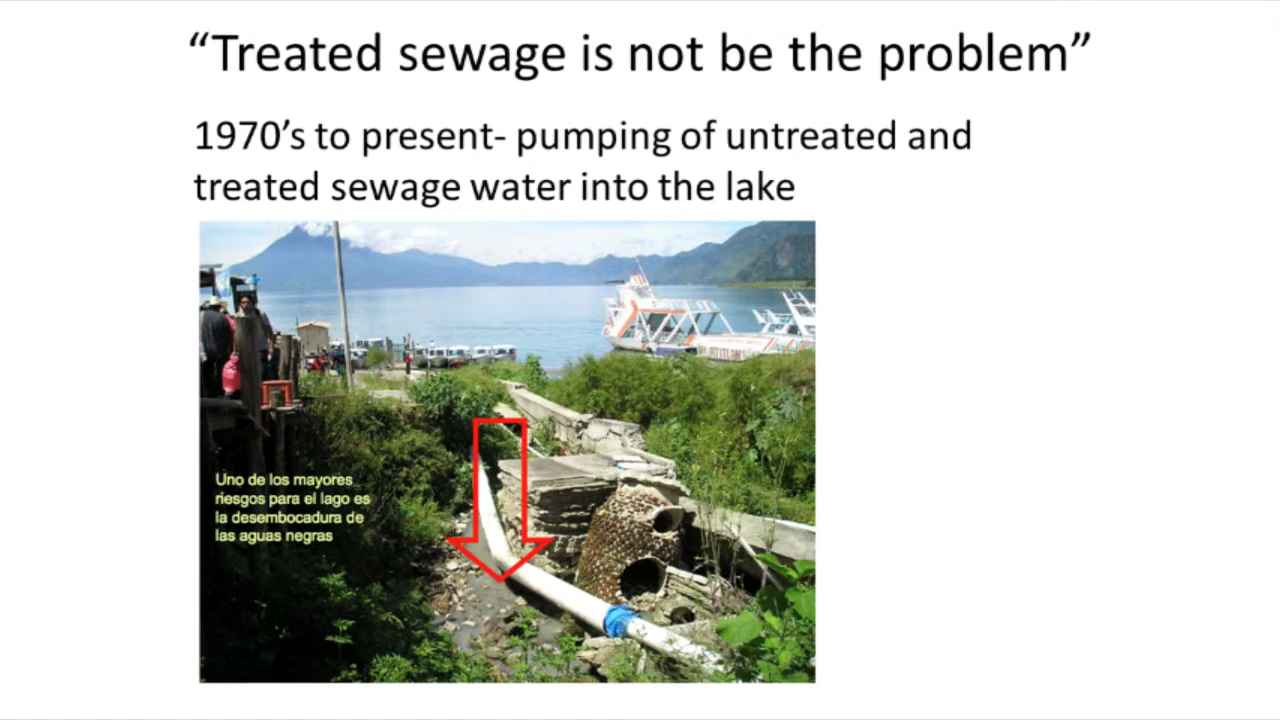 “Treated sewage is not be the problem”
1970’s to present- pumping of untreated and
treated sewage water into the lake
Uno de los mayores
riesgos para el lago es
la desembocadura de
las aguas negras